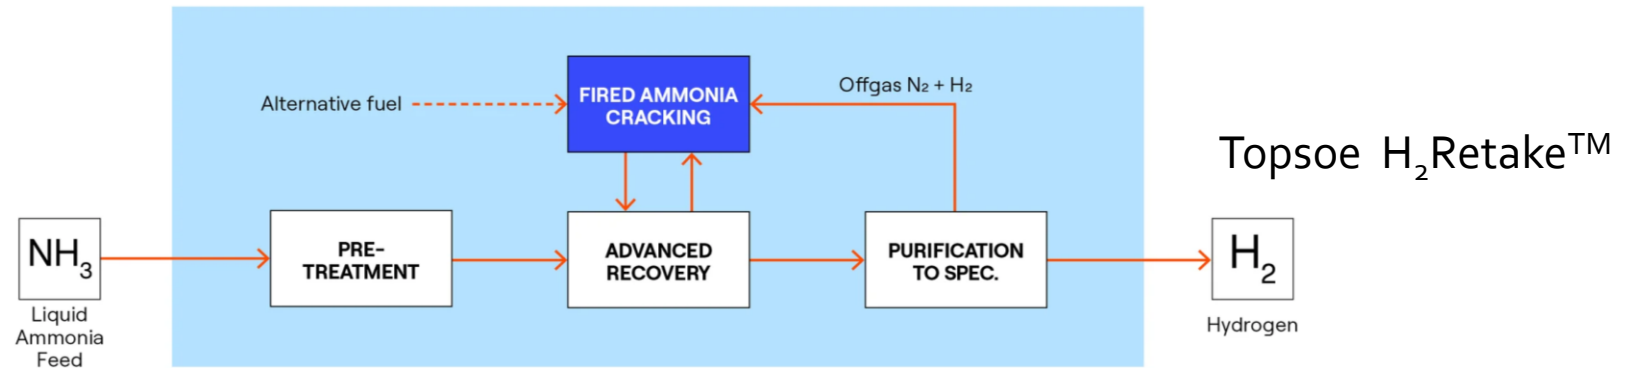 Alternative fuel
FIRED AMMONIA
CRACKING
Offgas N₂ + H₂
Topsoe H₂Retake™
NH₃
Liquid
Ammonia
Feed
PRE-
TREATMENT
ADVANCED
RECOVERY
PURIFICATION
TO SPEC.
H₂
Hydrogen